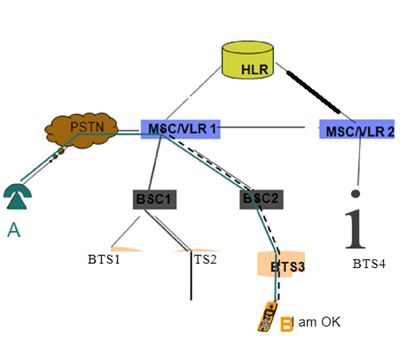 HLR
PSTN
MSC/VLR 1
MSC/VLR 2
A
BSC1
BSC2
BTS1
TS2
BTS3
BTS4
i
B
I am OK